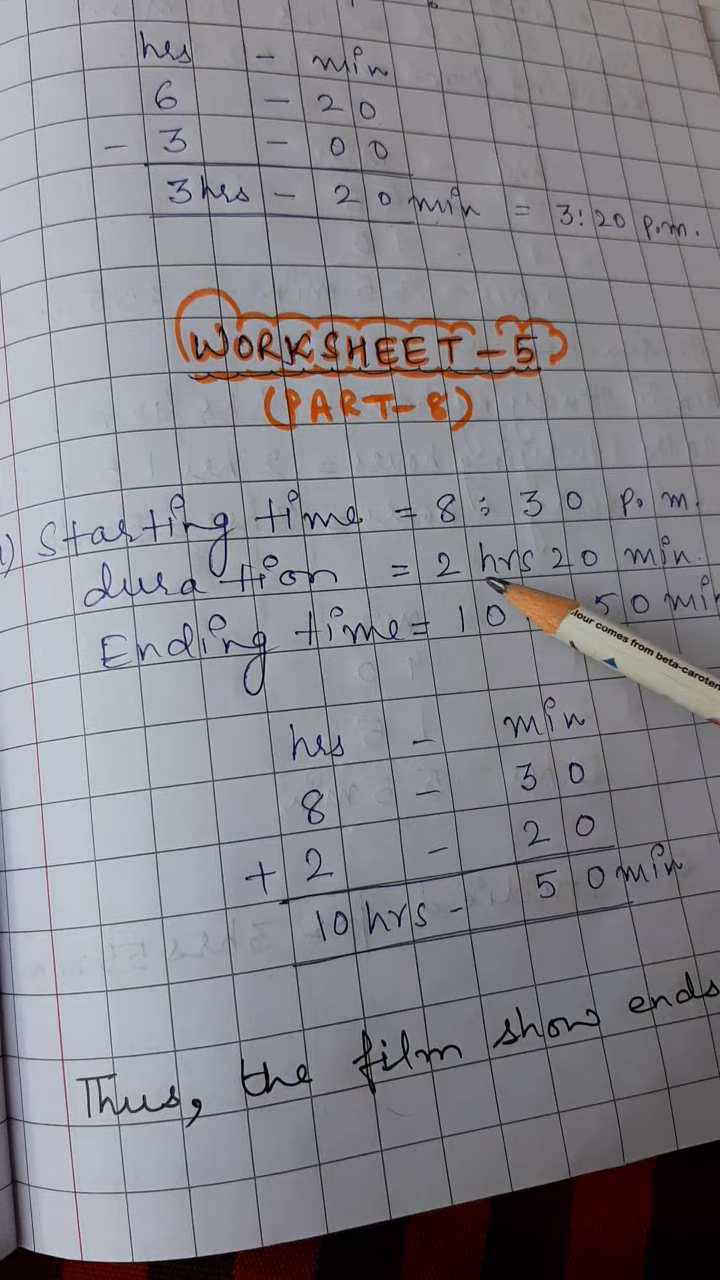 hrs - min
6 - 20
- 3 - 00
3 hrs - 20 min = 3:20 p.m.
WORKSHEET-5
(PART-8)
1) Starting time = 8 : 30 p.m.
duration = 2 hrs 20 min.
Ending time = 10 50 min
lour comes from beta-caroten
hrs - min
8 - 30
+ 2 - 20
10 hrs - 50 min
Thus, the film show ends